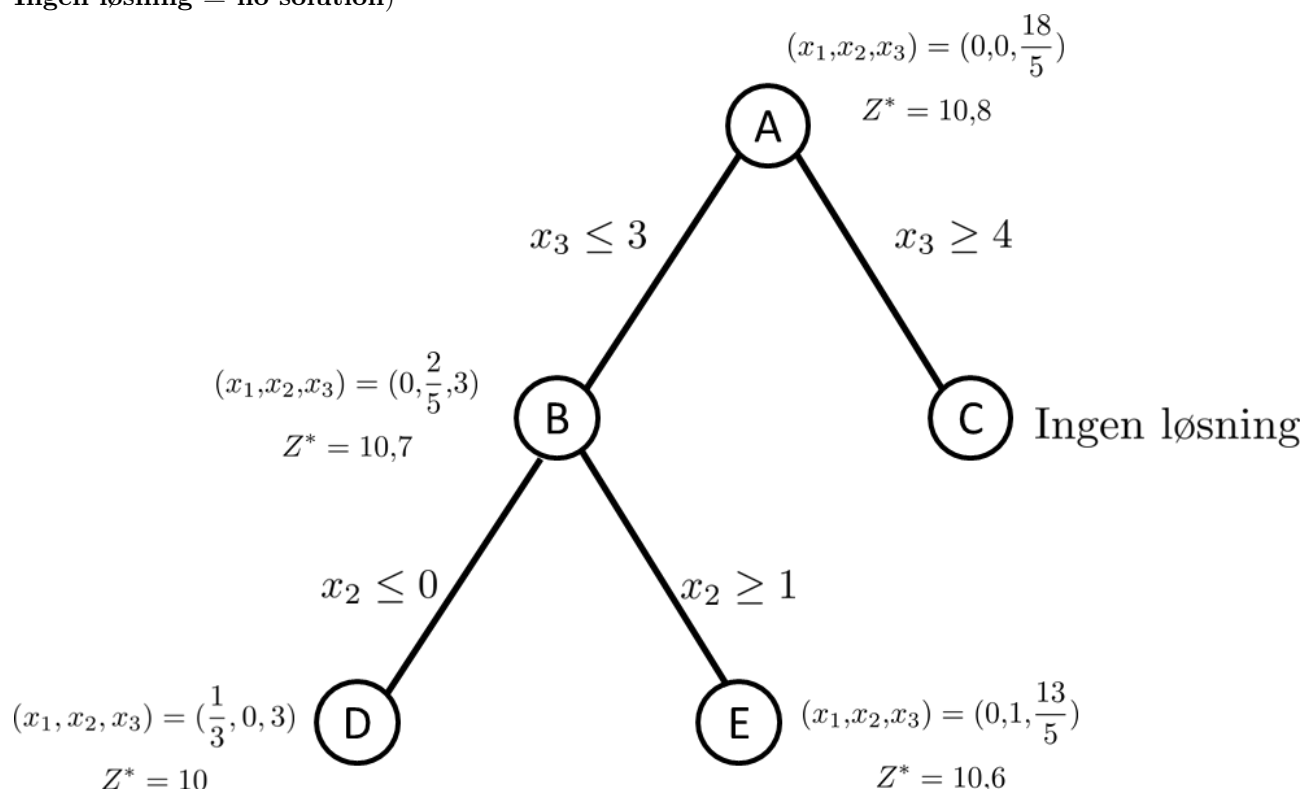 Ingen løsning = no solution)
(x₁,x₂,x₃) = (0,0,18/5)
Z* = 10,8
A
x₃ ≤ 3
x₃ ≥ 4
(x₁,x₂,x₃) = (0,2/5,3)
Z* = 10,7
B
C Ingen løsning
x₂ ≤ 0
x₂ ≥ 1
(x₁, x₂, x₃) = (1/3, 0, 3)
Z* = 10
D
E
(x₁,x₂,x₃) = (0,1,13/5)
Z* = 10,6